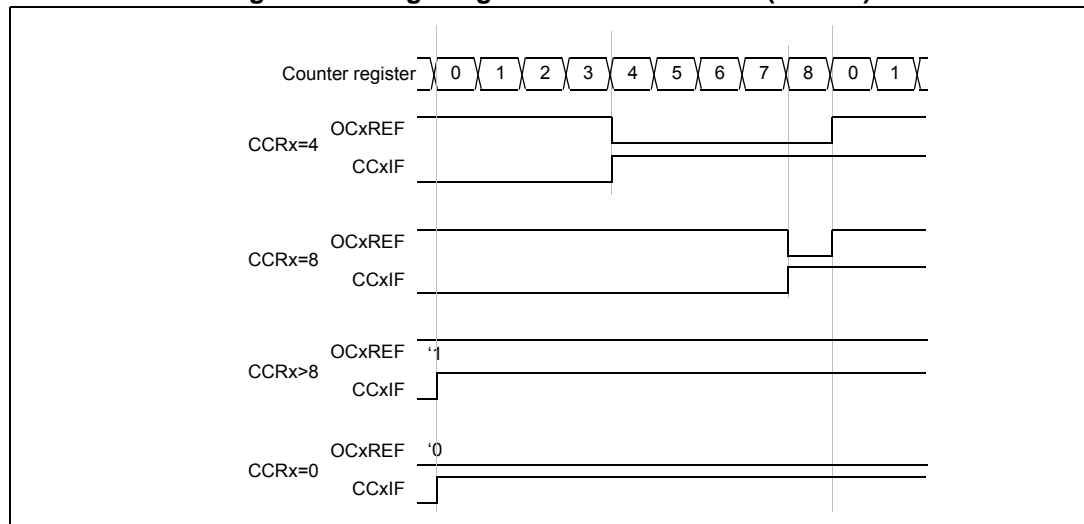 Counter register 0 1 2 3 4 5 6 7 8 0 1
OCxREF
CCRx=4
CCxIF
OCxREF
CCRx=8
CCxIF
OCxREF ‘1
CCRx>8
CCxIF
OCxREF ‘0
CCRx=0
CCxIF